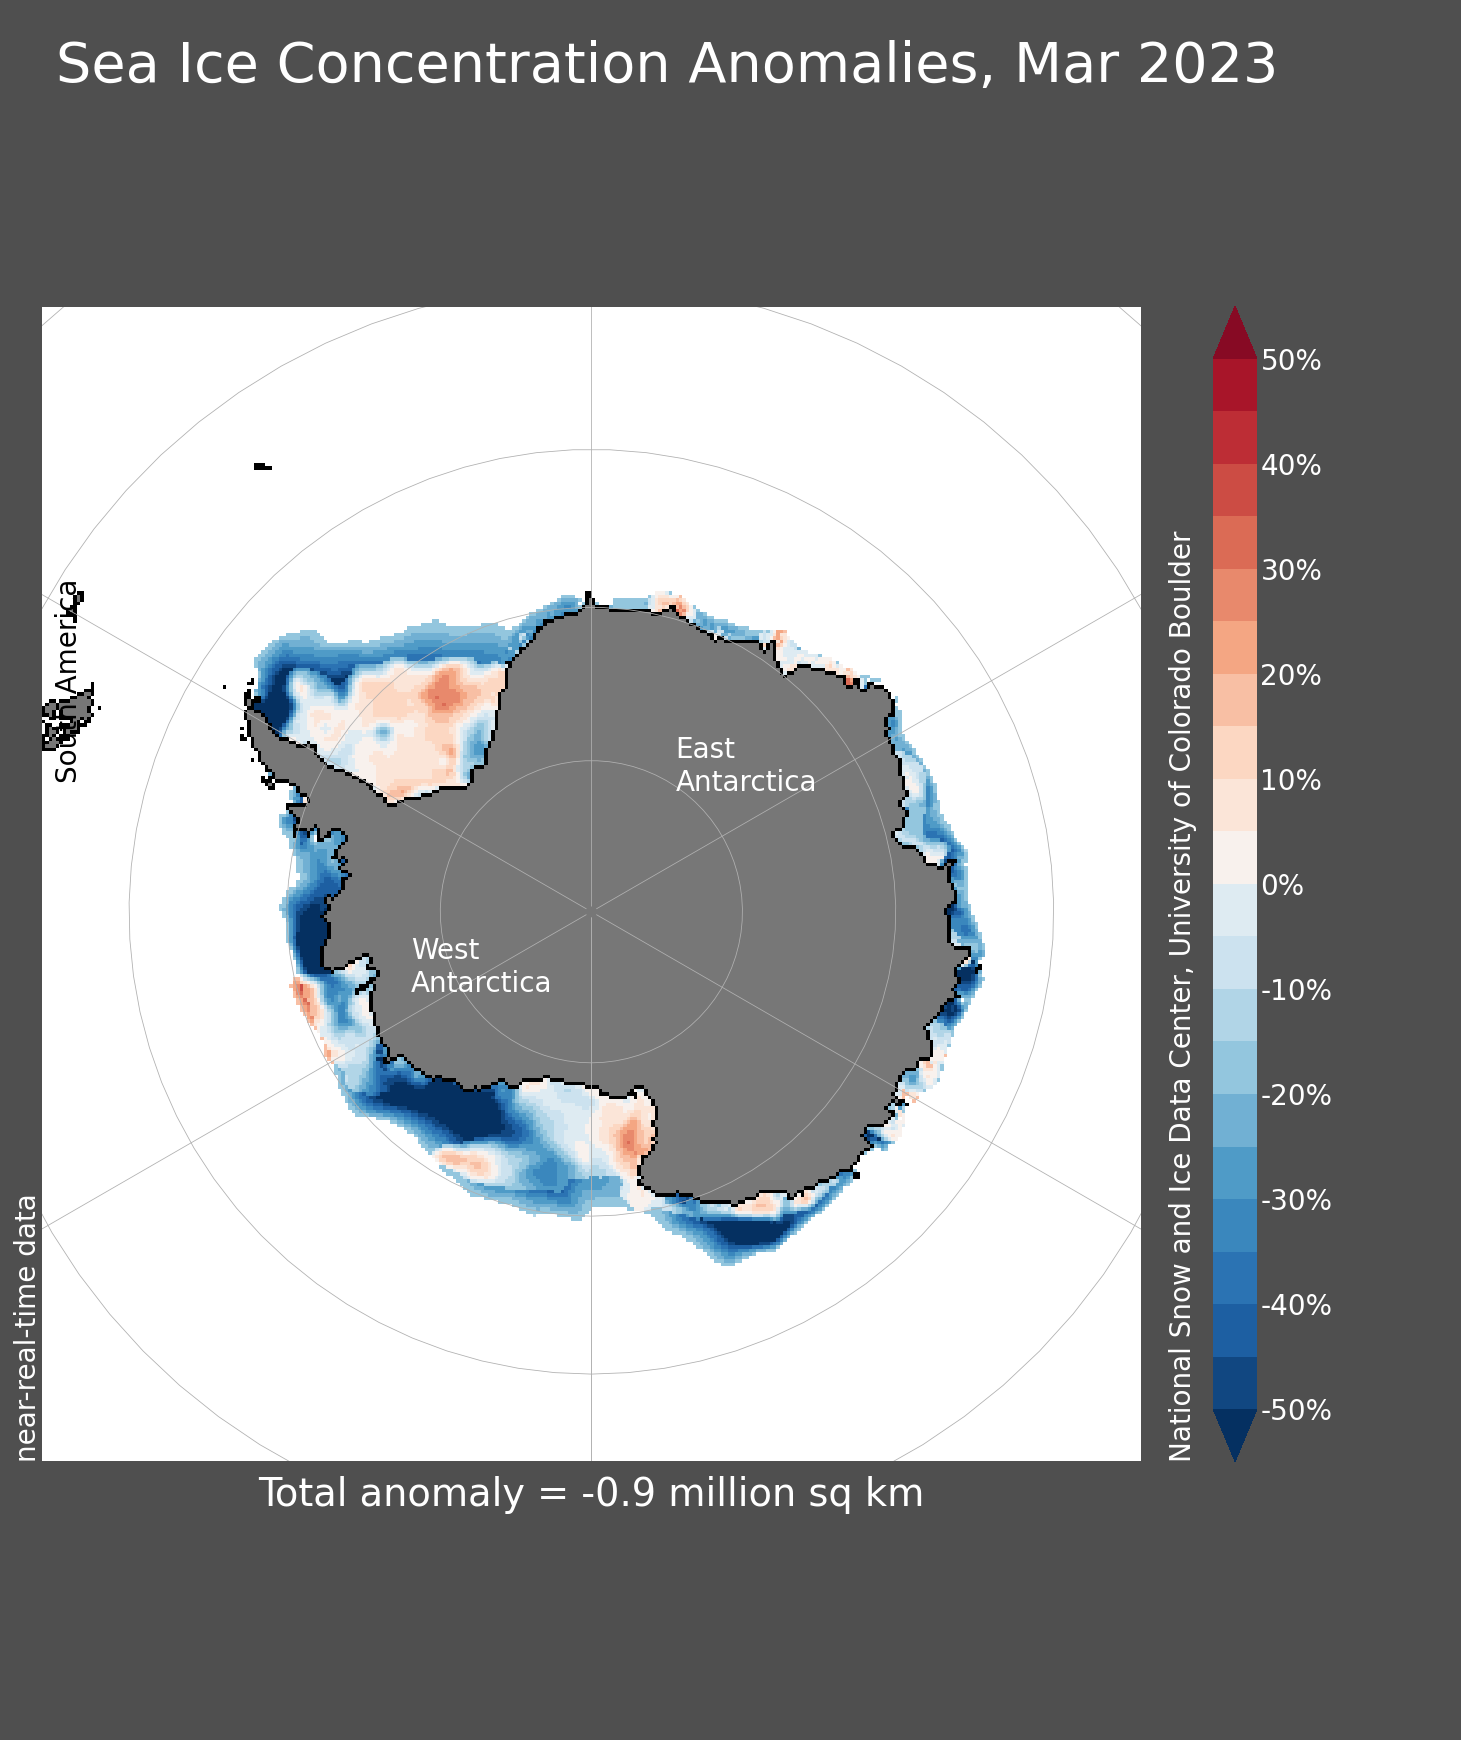 Sea Ice Concentration Anomalies, Mar 2023
South America
East
Antarctica
West
Antarctica
near-real-time data
National Snow and Ice Data Center, University of Colorado Boulder
50%
40%
30%
20%
10%
0%
-10%
-20%
-30%
-40%
-50%
Total anomaly = -0.9 million sq km